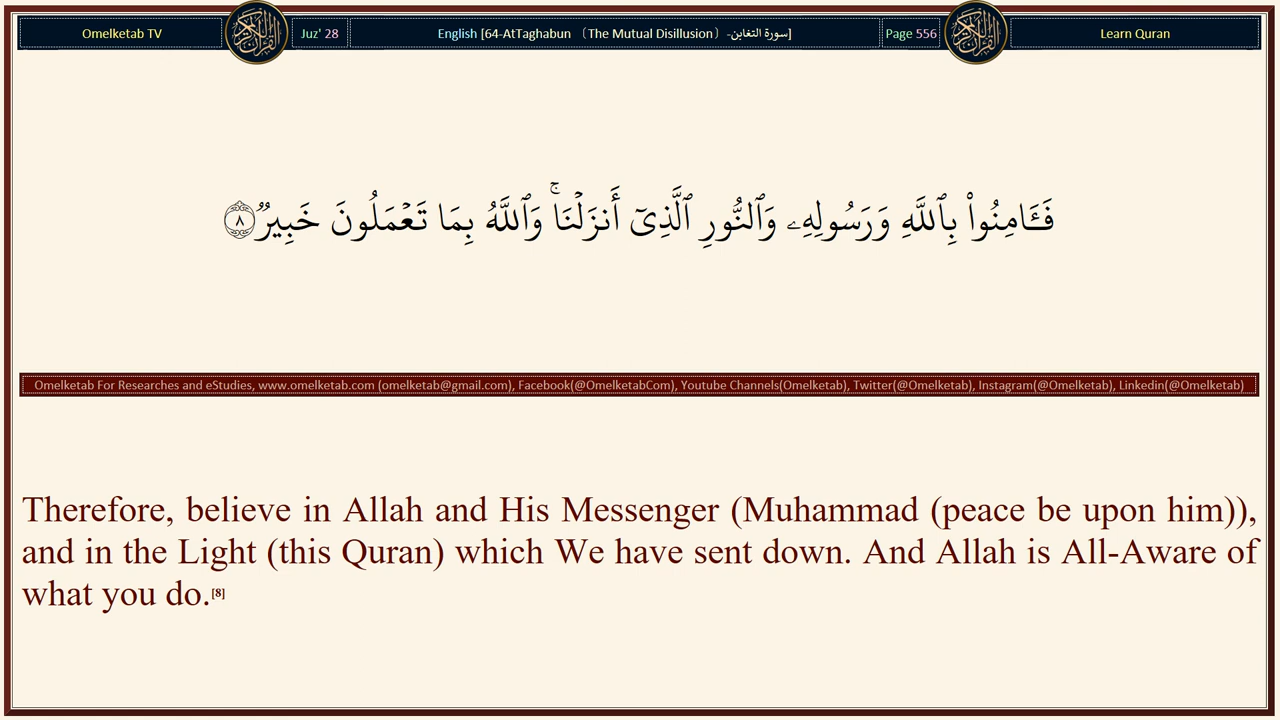 Omelketab TV
Juz' 28
English [64-AtTaghabun （The Mutual Disillusion）-سورة التغابن]
Page 556
Learn Quran
فَـَٔامِنُوا۟ بِٱللَّهِ وَرَسُولِهِۦ وَٱلنُّورِ ٱلَّذِىٓ أَنزَلْنَا ۚ وَٱللَّهُ بِمَا تَعْمَلُونَ خَبِيرٌ ٨
Omelketab For Researches and eStudies, www.omelketab.com (omelketab@gmail.com), Facebook(@OmelketabCom), Youtube Channels(Omelketab), Twitter(@Omelketab), Instagram(@Omelketab), Linkedin(@Omelketab)
Therefore, believe in Allah and His Messenger (Muhammad (peace be upon him)),
and in the Light (this Quran) which We have sent down. And Allah is All-Aware of
what you do.[8]